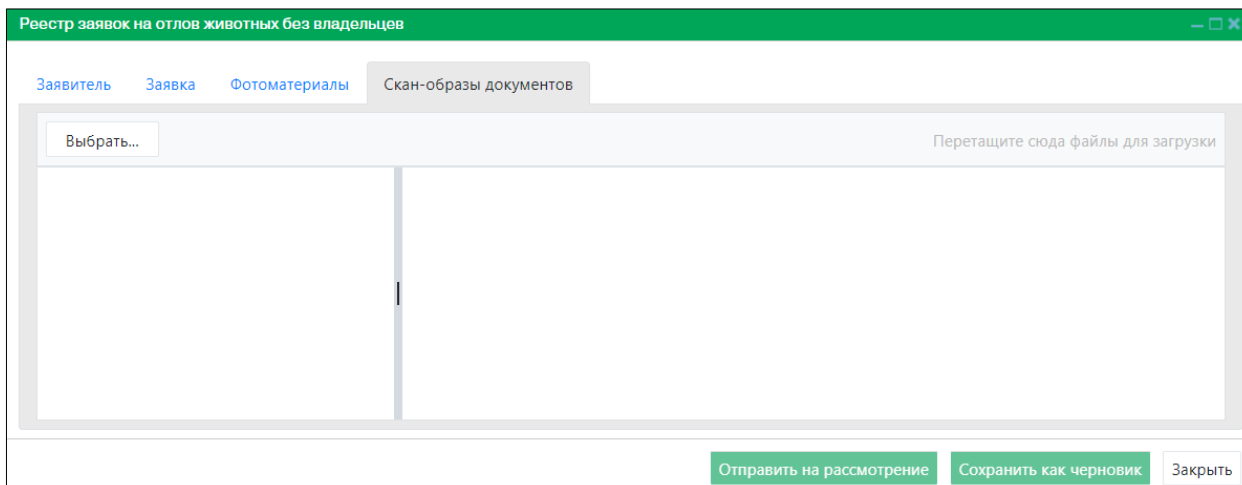 Реестр заявок на отлов животных без владельцев
Заявитель Заявка Фотоматериалы Скан-образы документов
Выбрать... Перетащите сюда файлы для загрузки
Отправить на рассмотрение Сохранить как черновик Закрыть